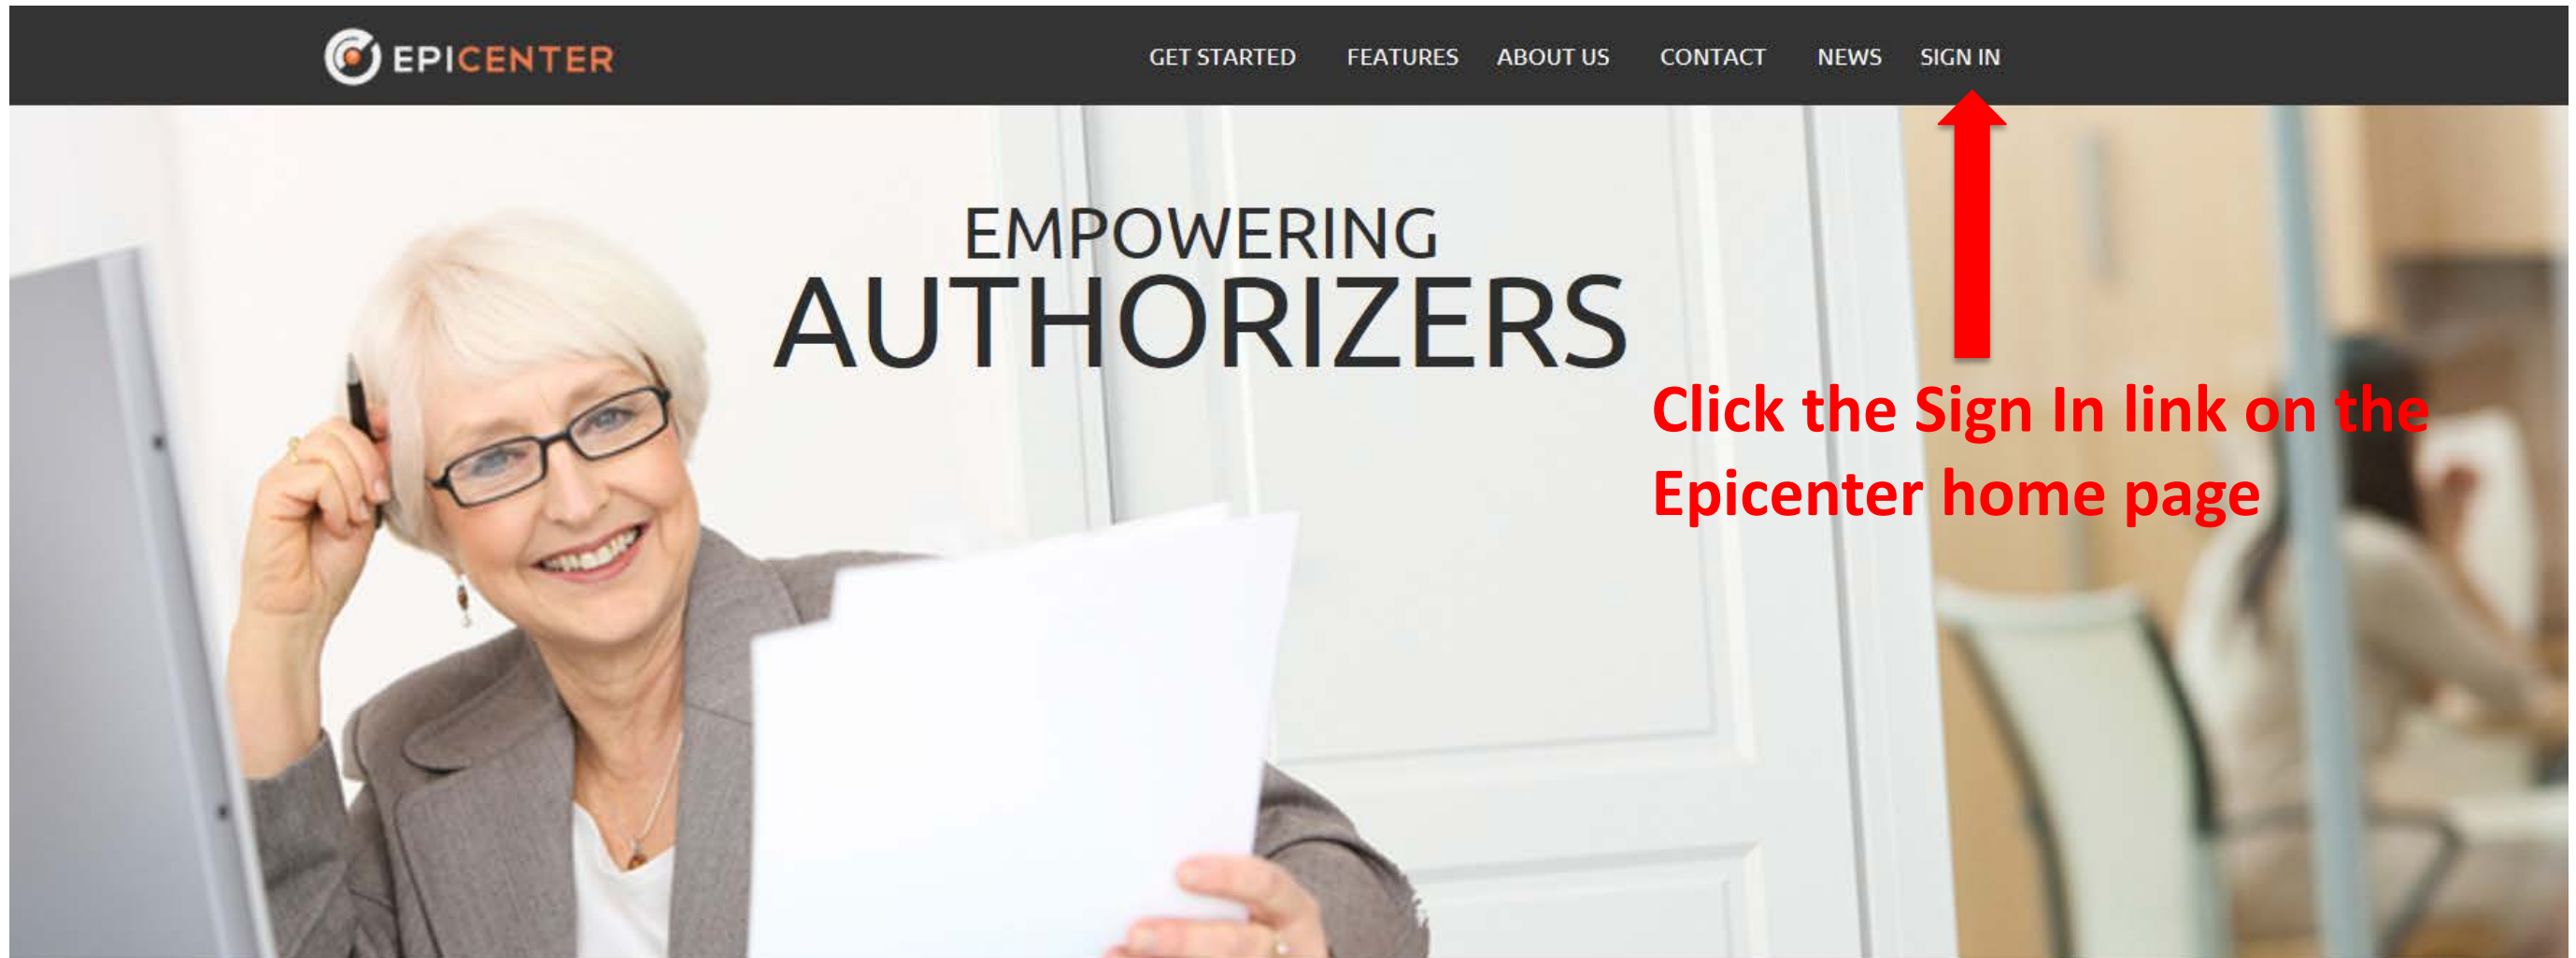 EPICENTER
GET STARTED FEATURES ABOUT US CONTACT NEWS SIGN IN
EMPOWERING
AUTHORIZERS
Click the Sign In link on the
Epicenter home page